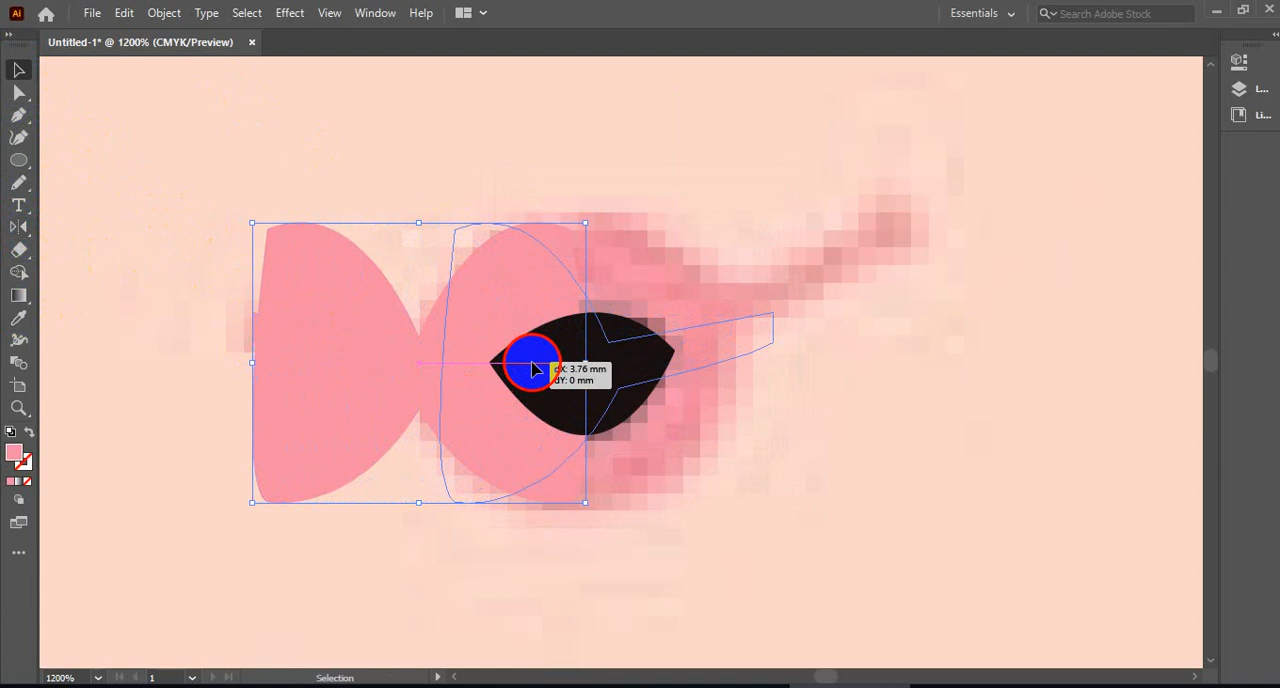 Ai File Edit Object Type Select Effect View Window Help Essentials Search Adobe Stock
Untitled-1* @ 1200% (CMYK/Preview)
L...
Li...
dX: 3.76 mm
dY: 0 mm
1200% 1 Selection